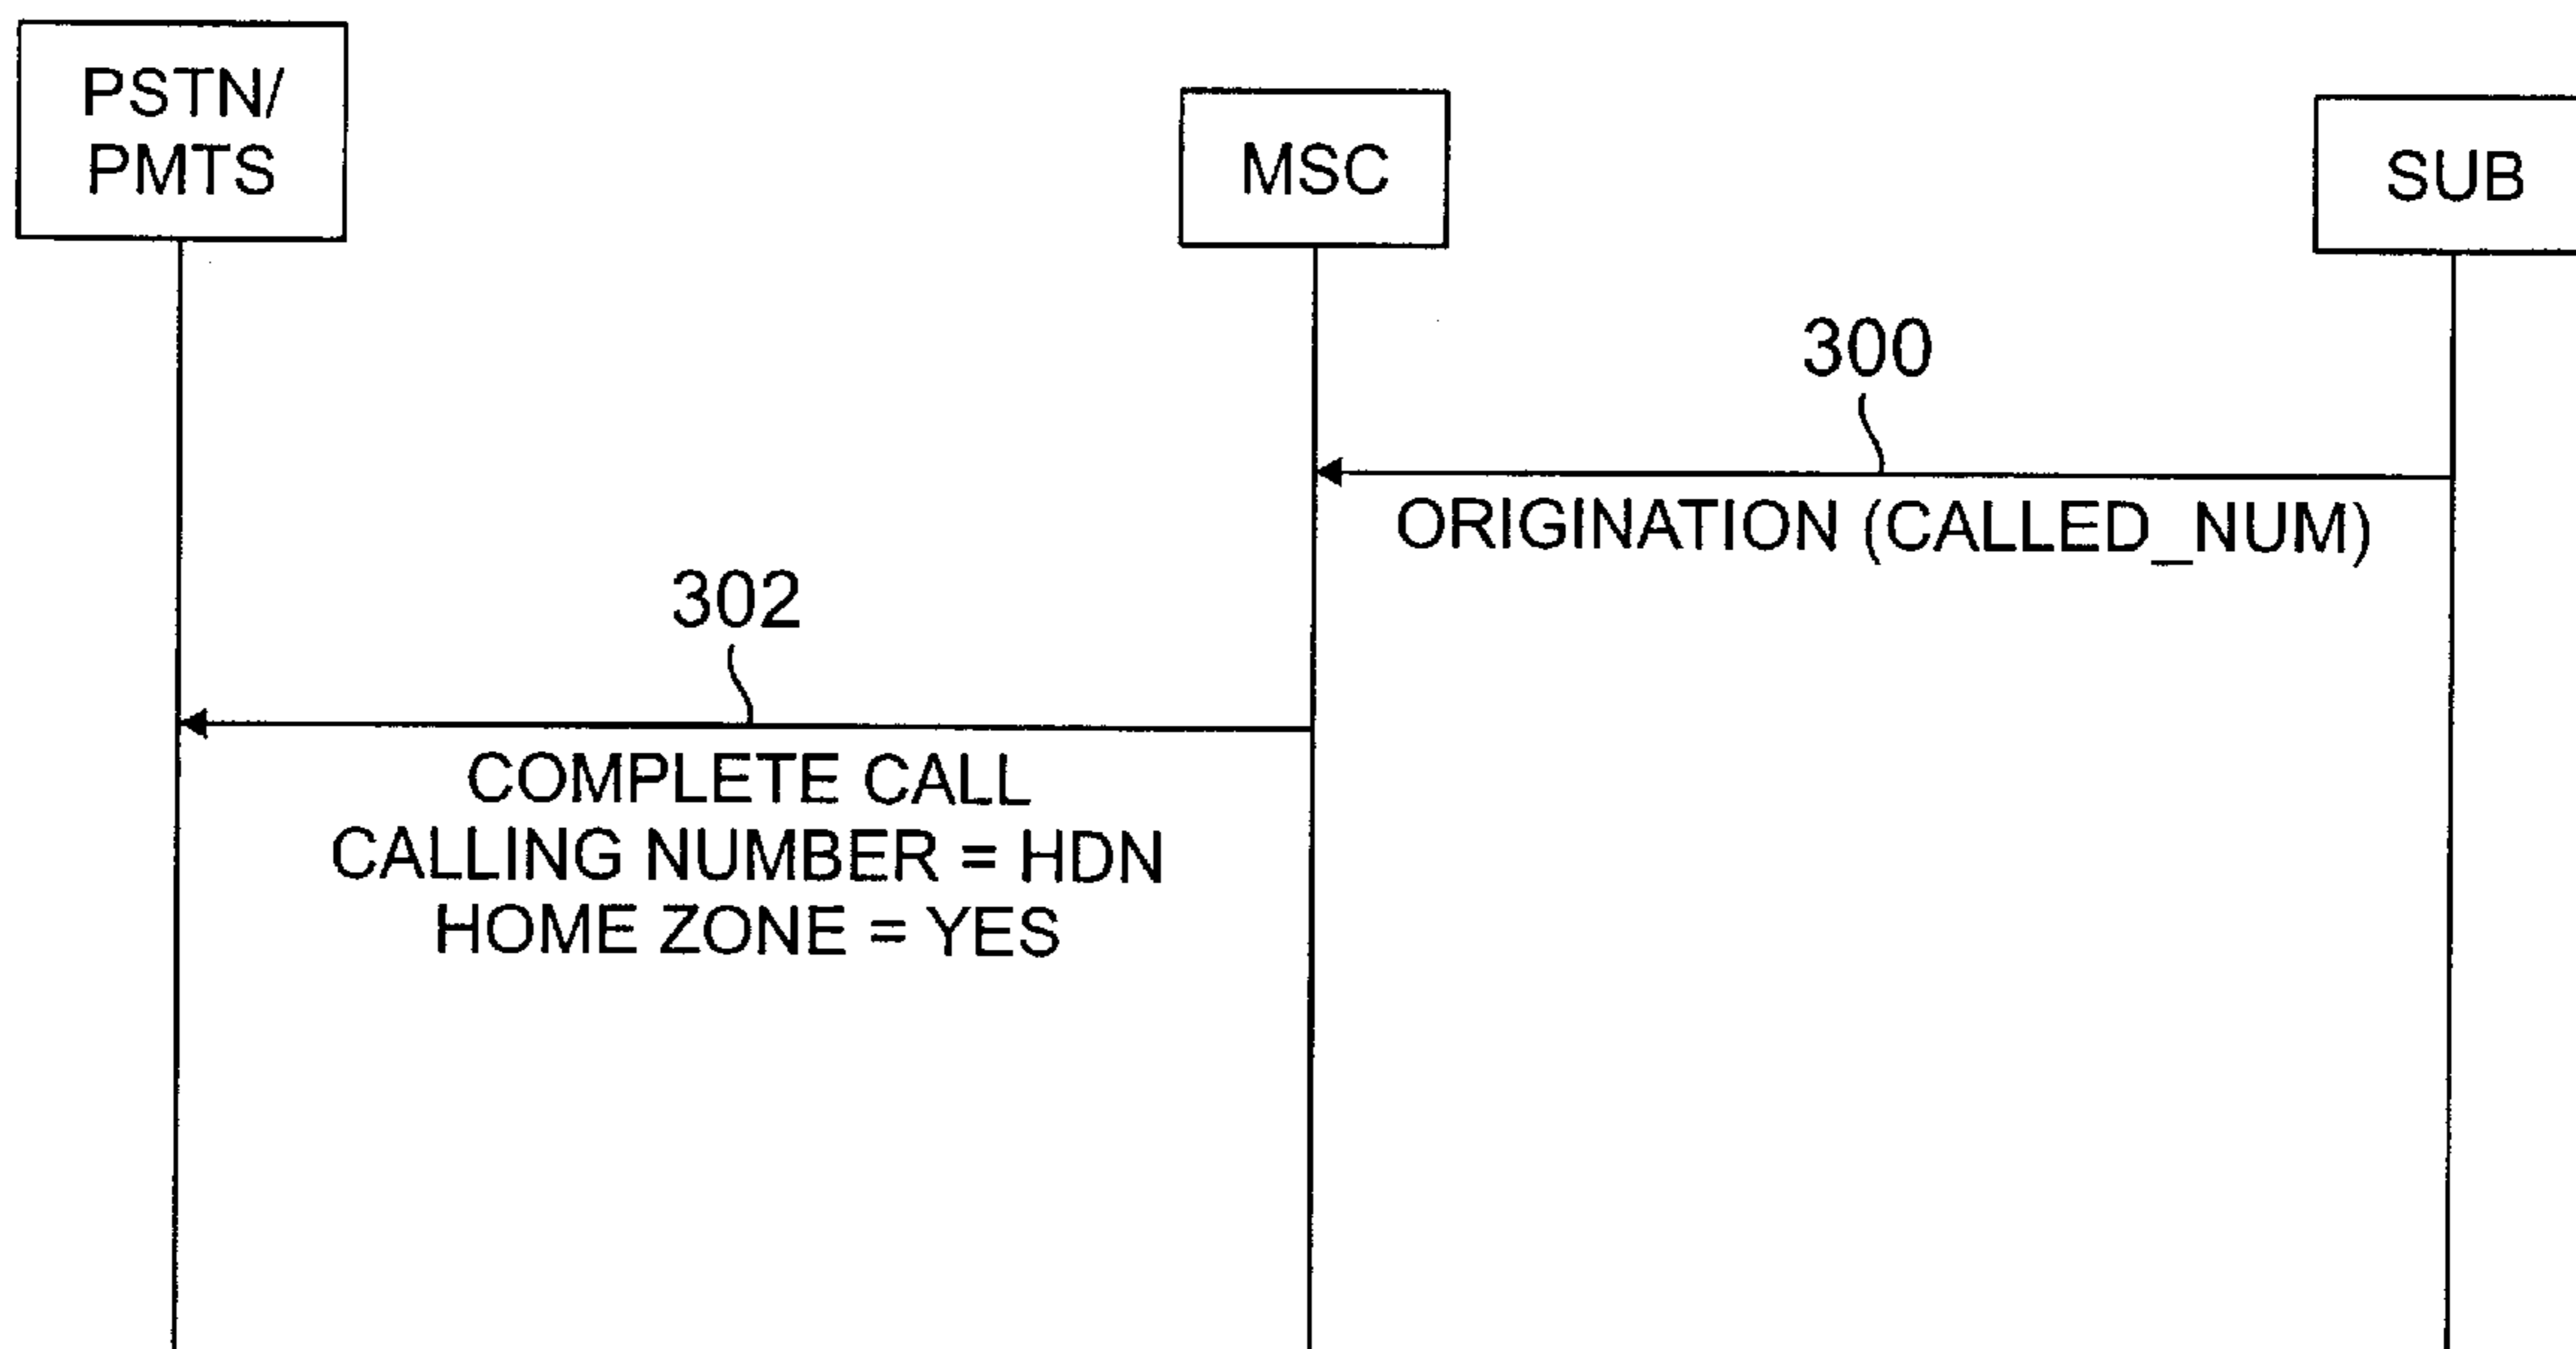 PSTN/
PMTS
MSC
SUB
300
ORIGINATION (CALLED_NUM)
302
COMPLETE CALL
CALLING NUMBER = HDN
HOME ZONE = YES